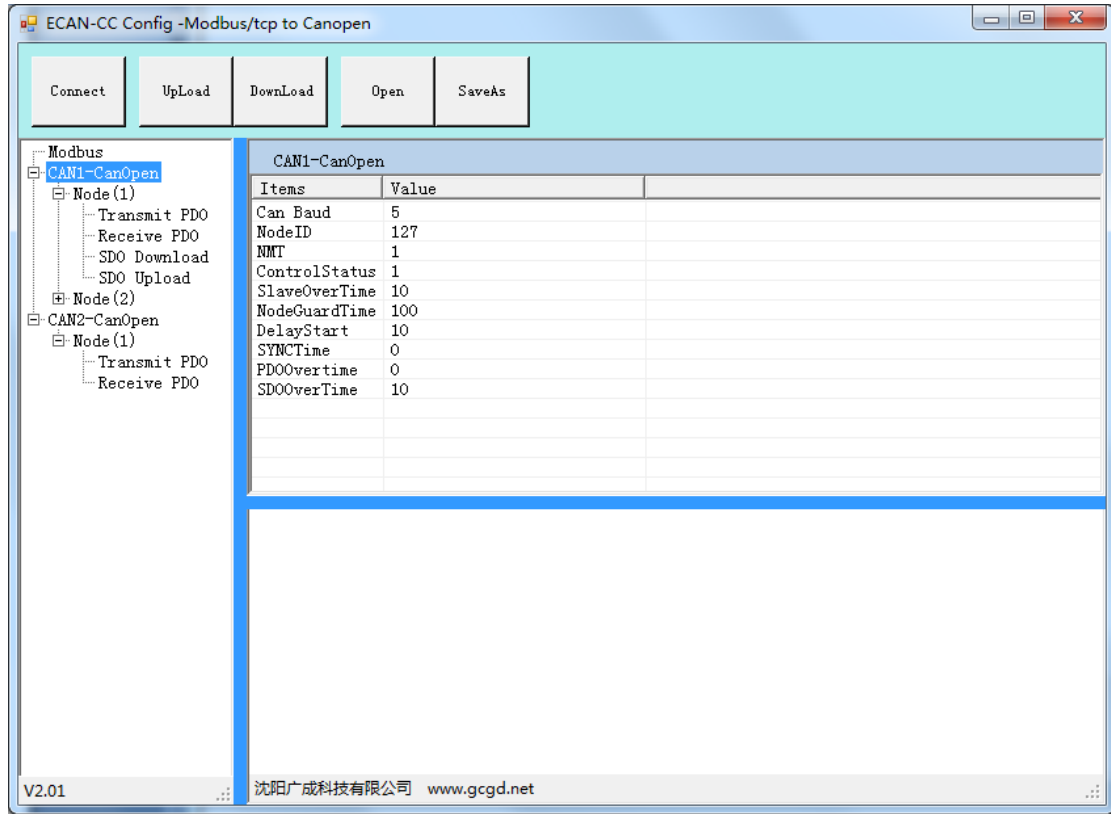 ECAN-CC Config -Modbus/tcp to Canopen
Connect UpLoad DownLoad Open SaveAs
Modbus
CAN1-CanOpen
Node(1)
Transmit PDO
Receive PDO
SDO Download
SDO Upload
Node(2)
CAN2-CanOpen
Node(1)
Transmit PDO
Receive PDO
V2.01
CAN1-CanOpen
Items Value
Can Baud 5
NodeID 127
NMT 1
ControlStatus 1
SlaveOverTime 10
NodeGuardTime 100
DelayStart 10
SYNCTime 0
PDOOvertime 0
SDOOverTime 10
沈阳广成科技有限公司 www.gcgd.net